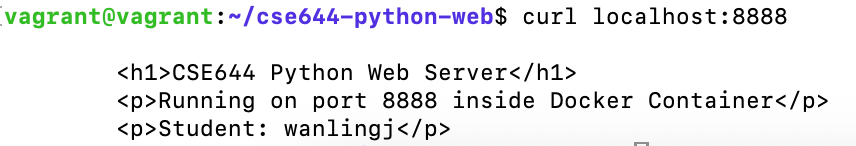 vagrant@vagrant:~/cse644-python-web$ curl localhost:8888
<h1>CSE644 Python Web Server</h1>
<p>Running on port 8888 inside Docker Container</p>
<p>Student: wanlingj</p>